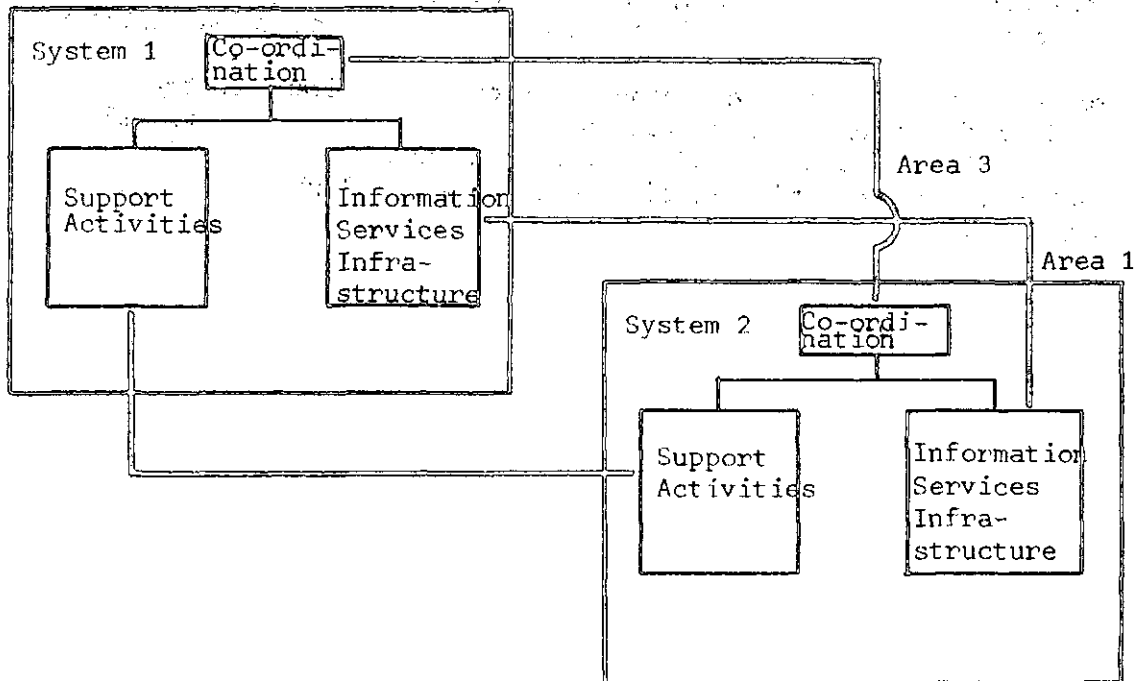 System 1
Co-ordi-
nation
Support
Activities
Information
Services
Infra-
structure
Area 3
Area 1
System 2
Co-ordi-
nation
Support
Activities
Information
Services
Infra-
structure